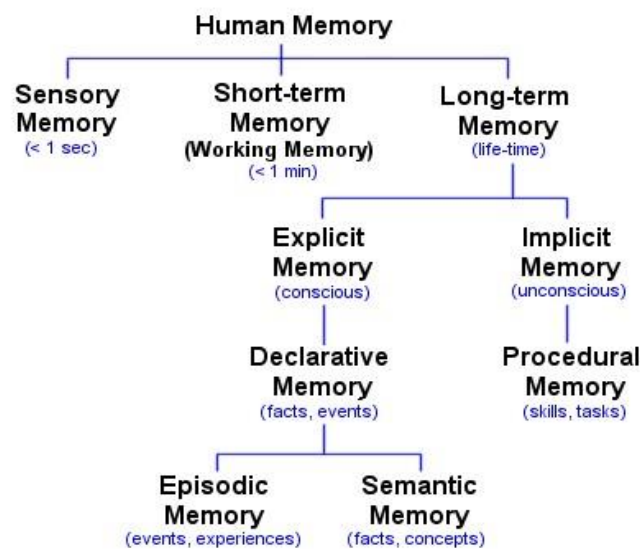 Human Memory
Sensory
Memory
(< 1 sec)
Short-term
Memory
(Working Memory)
(< 1 min)
Long-term
Memory
(life-time)
Explicit
Memory
(conscious)
Implicit
Memory
(unconscious)
Declarative
Memory
(facts, events)
Procedural
Memory
(skills, tasks)
Episodic
Memory
(events, experiences)
Semantic
Memory
(facts, concepts)